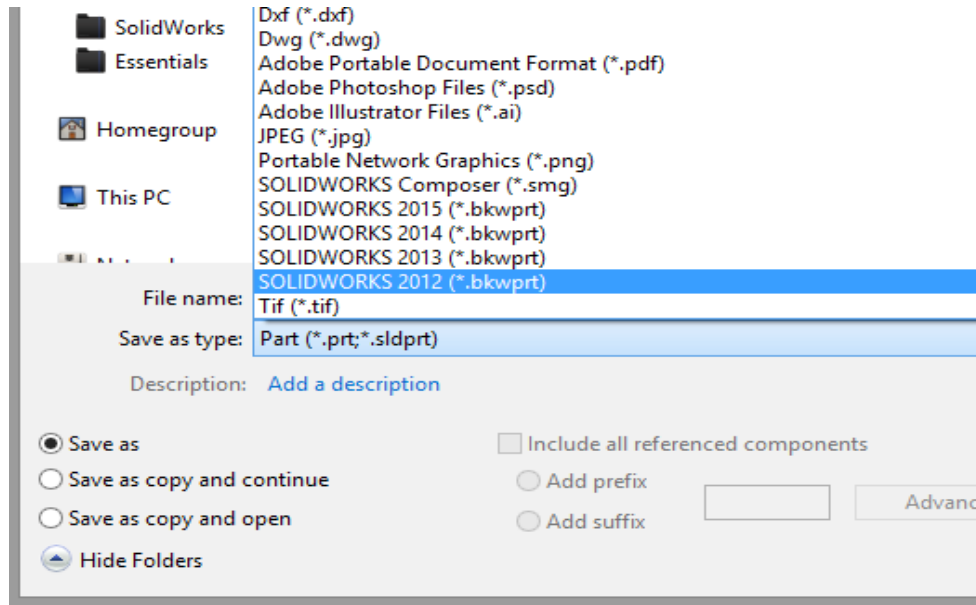 SolidWorks
Essentials
Homegroup
This PC
Dxf (*.dxf)
Dwg (*.dwg)
Adobe Portable Document Format (*.pdf)
Adobe Photoshop Files (*.psd)
Adobe Illustrator Files (*.ai)
JPEG (*.jpg)
Portable Network Graphics (*.png)
SOLIDWORKS Composer (*.smg)
SOLIDWORKS 2015 (*.bkwprt)
SOLIDWORKS 2014 (*.bkwprt)
SOLIDWORKS 2013 (*.bkwprt)
SOLIDWORKS 2012 (*.bkwprt)
Tif (*.tif)
File name:
Save as type: Part (*.prt;*.sldprt)
Description: Add a description
Save as
Save as copy and continue
Save as copy and open
Include all referenced components
Add prefix
Add suffix
Advanc
Hide Folders